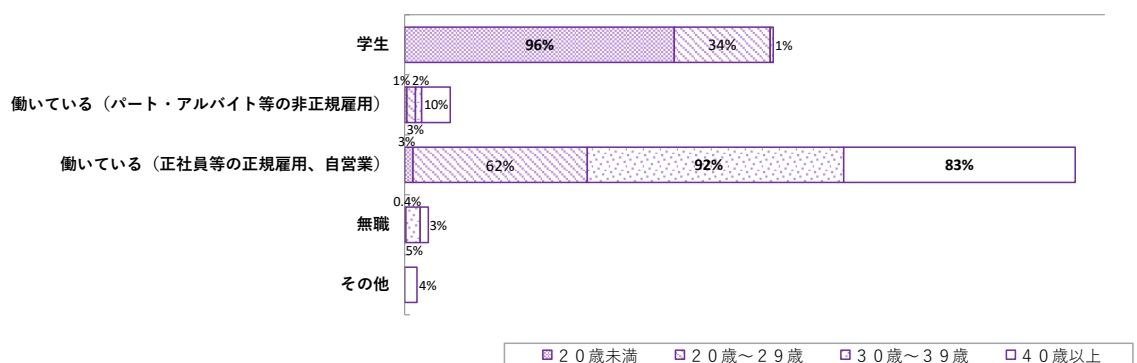 学生
96%
34%
1%
働いている（パート・アルバイト等の非正規雇用）
1%
2%
10%
3%
働いている（正社員等の正規雇用、自営業）
3%
62%
92%
83%
無職
0.4%
3%
5%
その他
4%
２０歳未満 ２０歳～２９歳 ３０歳～３９歳 ４０歳以上